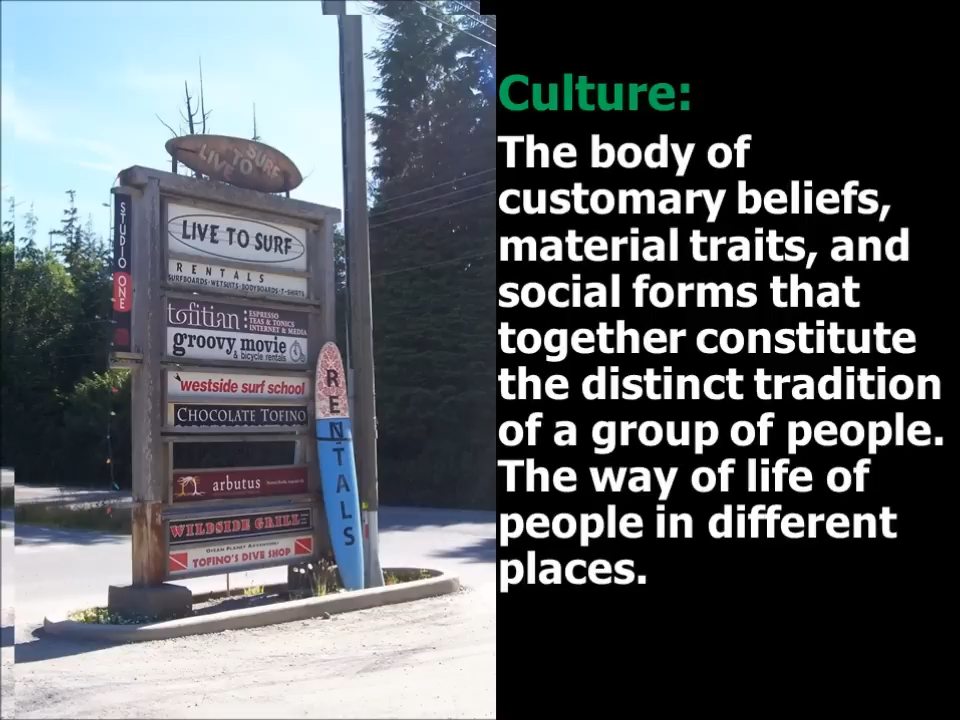 LIVE TO SURF
STUDIO ONE
LIVE TO SURF
RENTALS
SURFBOARDS·WETSUITS·BODYBOARDS·T-SHIRTS
tofitian ESPRESSO
TEAS & TONICS
INTERNET & MEDIA
groovy movie
& bicycle rentals
westside surf school
CHOCOLATE TOFINO
arbutus
WILDSIDE GRILL
OCEAN PLANET ADVENTURES
TOFINO'S DIVE SHOP
RENTALS
Culture:
The body of
customary beliefs,
material traits, and
social forms that
together constitute
the distinct tradition
of a group of people.
The way of life of
people in different
places.